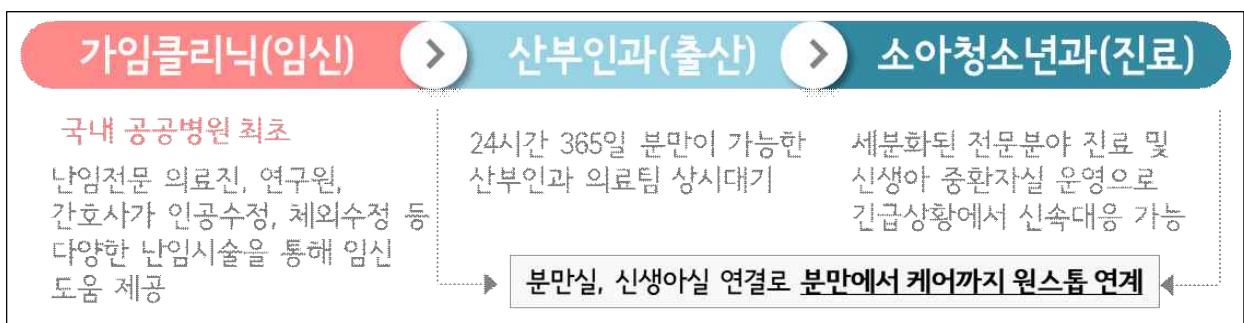 가임클리닉(임신) > 산부인과(출산) > 소아청소년과(진료)
국내 공공병원 최초
난임전문 의료진, 연구원,
간호사가 인공수정, 체외수정 등
다양한 난임시술을 통해 임신
도움 제공
24시간 365일 분만이 가능한
산부인과 의료팀 상시대기
세분화된 전문분야 진료 및
신생아 중환자실 운영으로
긴급상황에서 신속대응 가능
분만실, 신생아실 연결로 분만에서 케어까지 원스톱 연계